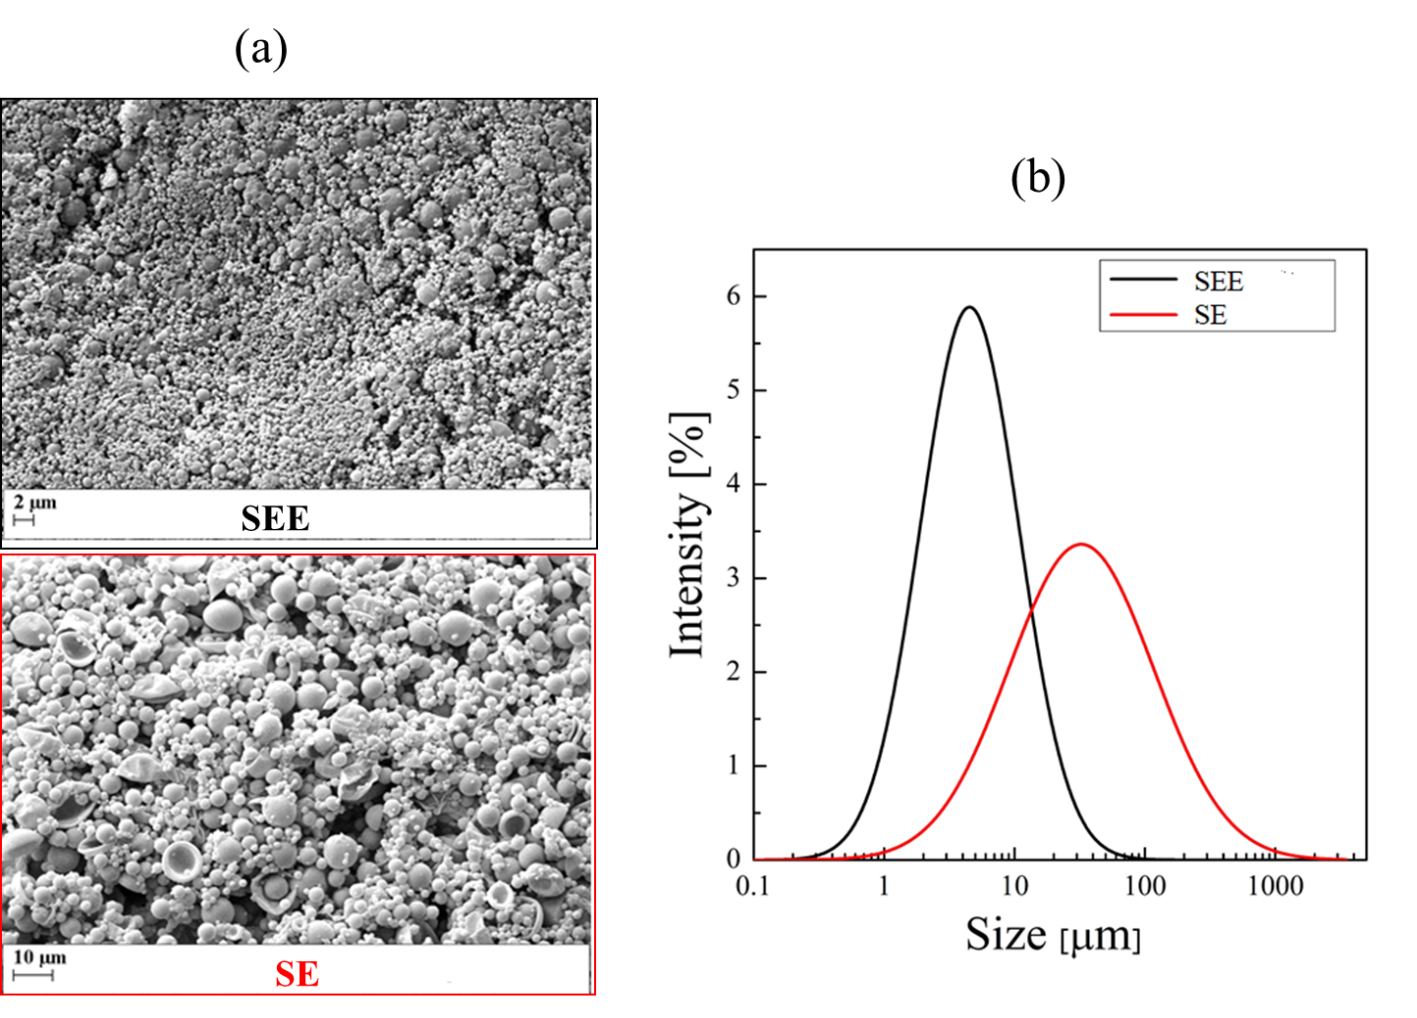 (a)
2 μm
SEE
10 μm
SE
(b)
SEE
SE
6
5
4
3
2
1
0
Intensity [%]
0.1 1 10 100 1000
Size [μm]